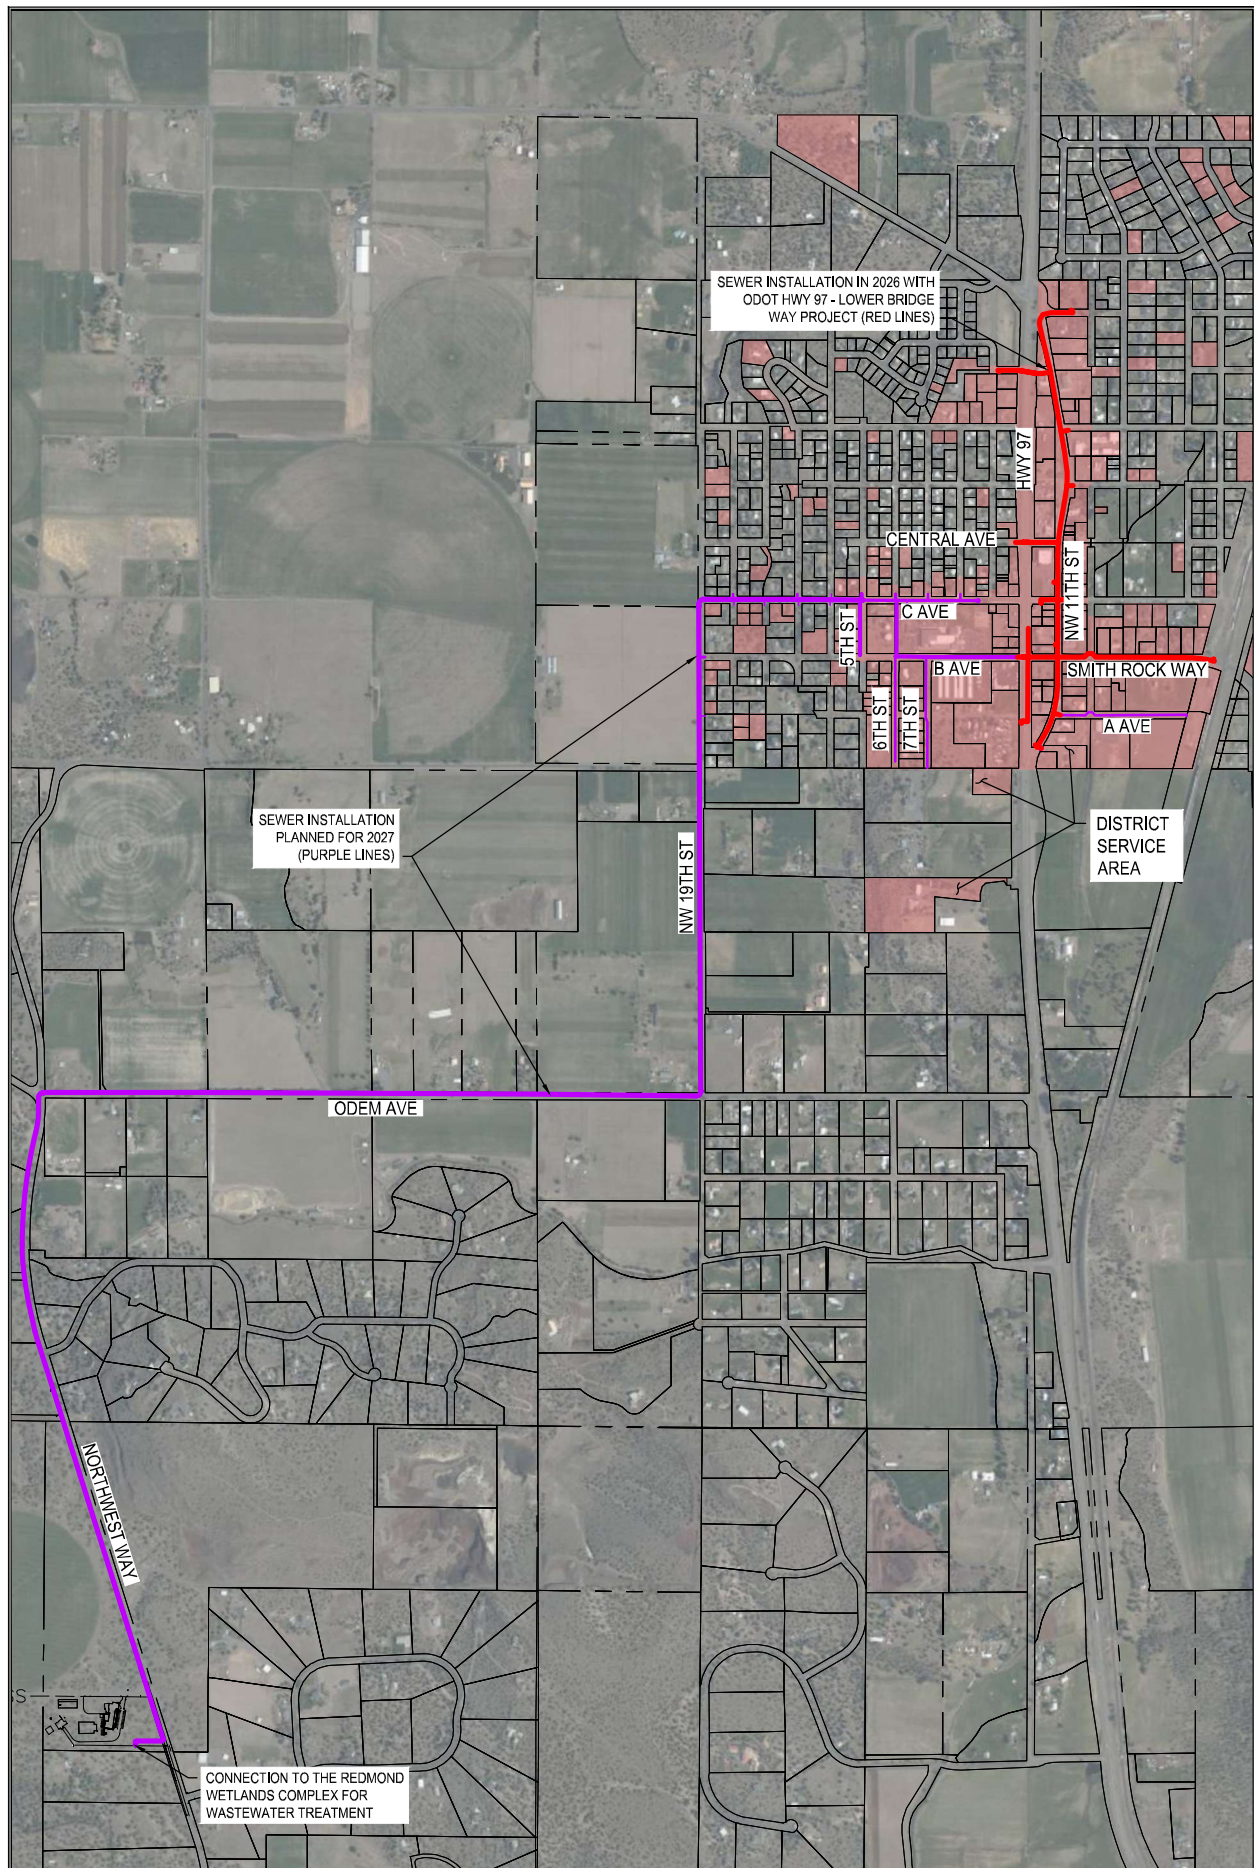 SEWER INSTALLATION IN 2026 WITH
ODOT HWY 97 - LOWER BRIDGE
WAY PROJECT (RED LINES)
HWY 97
CENTRAL AVE
NW 11TH ST
C AVE
5TH ST
B AVE
SMITH ROCK WAY
6TH ST
7TH ST
A AVE
SEWER INSTALLATION
PLANNED FOR 2027
(PURPLE LINES)
DISTRICT
SERVICE
AREA
NW 19TH ST
ODEM AVE
NORTHWEST WAY
SS
CONNECTION TO THE REDMOND
WETLANDS COMPLEX FOR
WASTEWATER TREATMENT